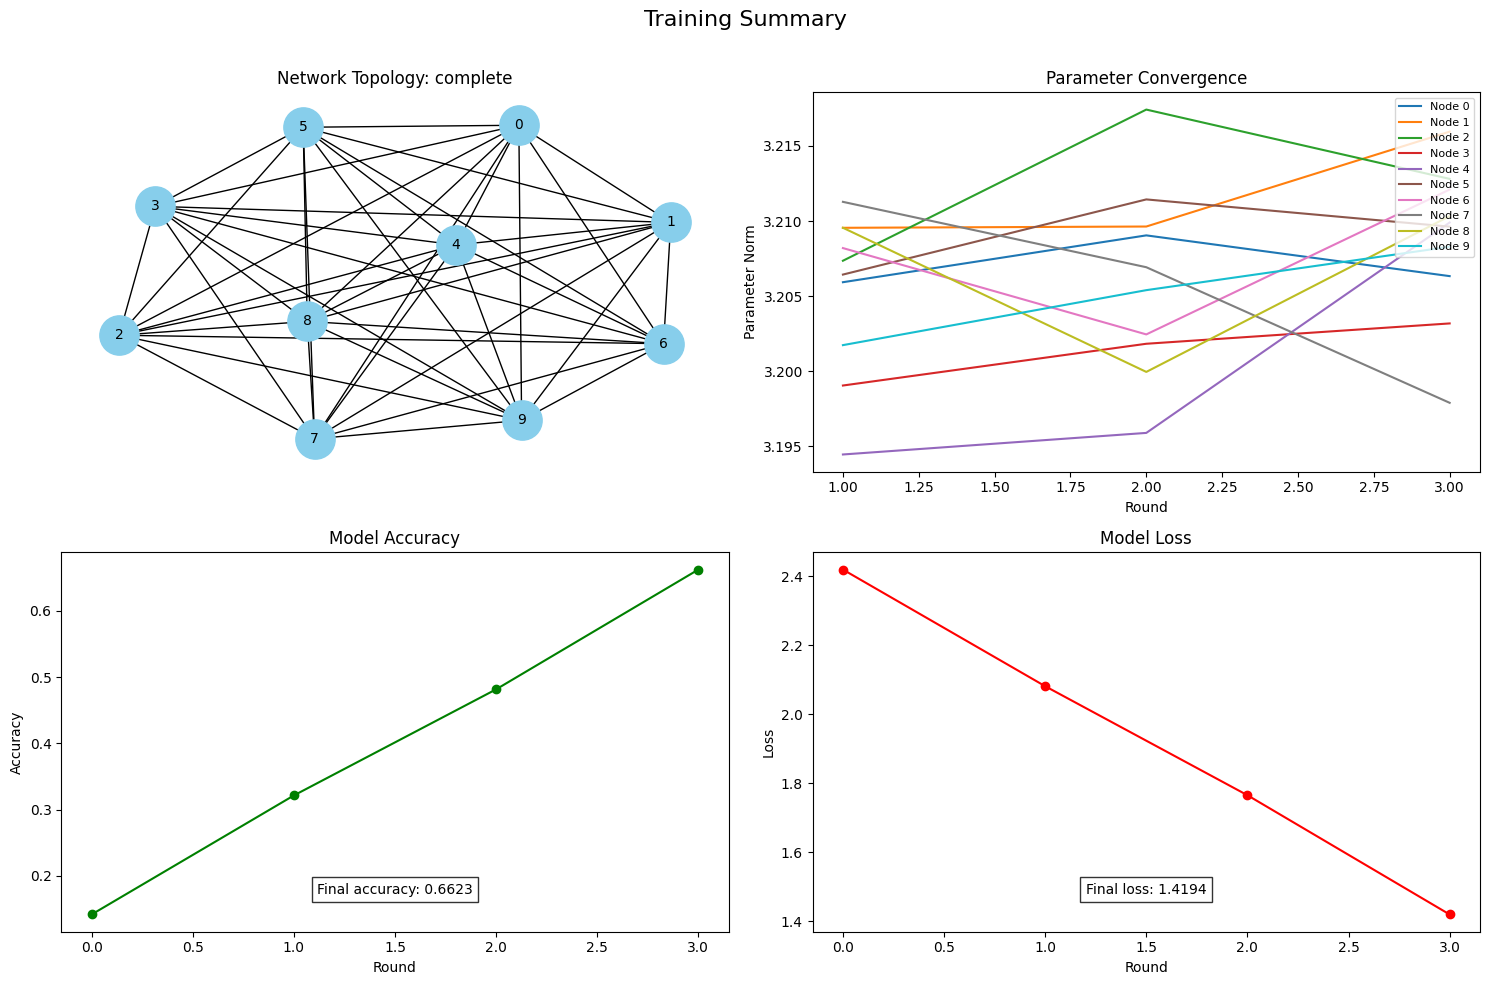 Training Summary
Network Topology: complete
5
0
3
1
4
8
2
6
9
7
Parameter Convergence
Parameter Norm
3.215
3.210
3.205
3.200
3.195
Node 0
Node 1
Node 2
Node 3
Node 4
Node 5
Node 6
Node 7
Node 8
Node 9
1.00 1.25 1.50 1.75 2.00 2.25 2.50 2.75 3.00
Round
Model Accuracy
Accuracy
0.6
0.5
0.4
0.3
0.2
Final accuracy: 0.6623
0.0 0.5 1.0 1.5 2.0 2.5 3.0
Round
Model Loss
Loss
2.4
2.2
2.0
1.8
1.6
1.4
Final loss: 1.4194
0.0 0.5 1.0 1.5 2.0 2.5 3.0
Round